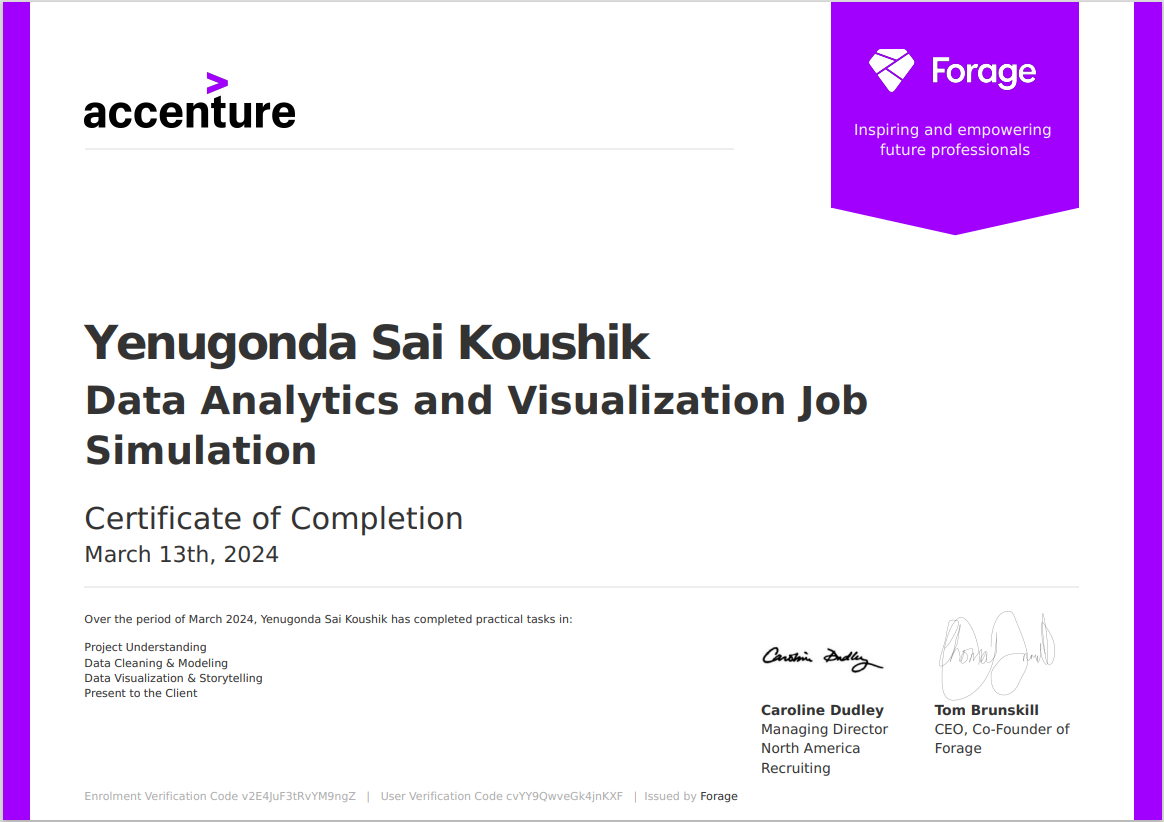 accenture
Forage
Inspiring and empowering
future professionals
Yenugonda Sai Koushik
Data Analytics and Visualization Job
Simulation
Certificate of Completion
March 13th, 2024
Over the period of March 2024, Yenugonda Sai Koushik has completed practical tasks in:
Project Understanding
Data Cleaning & Modeling
Data Visualization & Storytelling
Present to the Client
Caroline Dudley
Caroline Dudley
Managing Director
North America
Recruiting
Tom Brunskill
CEO, Co-Founder of
Forage
Enrolment Verification Code v2E4JuF3tRvYM9ngZ | User Verification Code cvYY9QwveGk4jnKXF | Issued by Forage